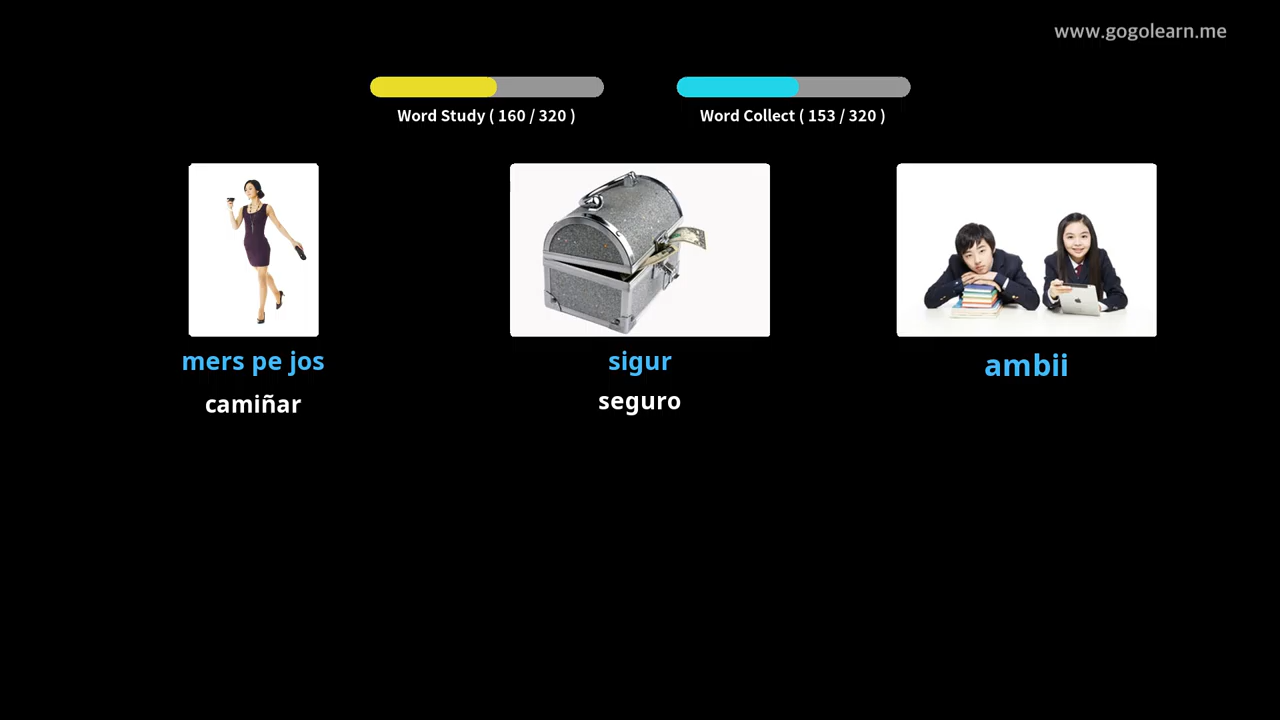 www.gogolearn.me
Word Study ( 160 / 320 )
Word Collect ( 153 / 320 )
mers pe jos
camiñar
sigur
seguro
ambii